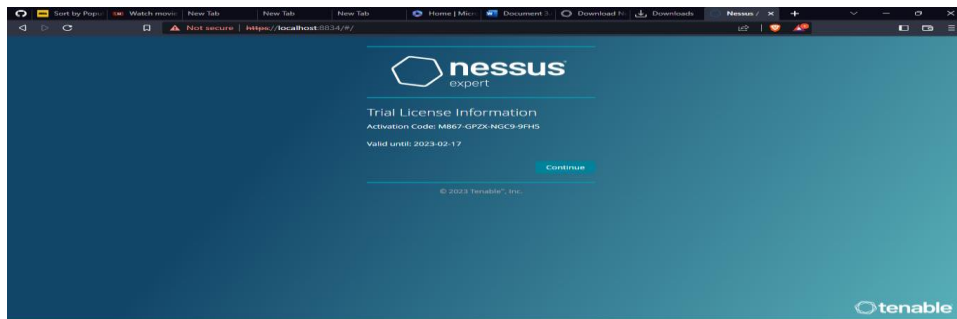 Sort by Popu
Watch movie
New Tab
New Tab
New Tab
Home | Micr
Document 3
Download N
Downloads
Nessus /
Not secure | https://localhost:8834/#/
nessus
expert
Trial License Information
Activation Code: M867-GPZX-NGC9-9FH5
Valid until: 2023-02-17
Continue
© 2023 Tenable®, Inc.
tenable